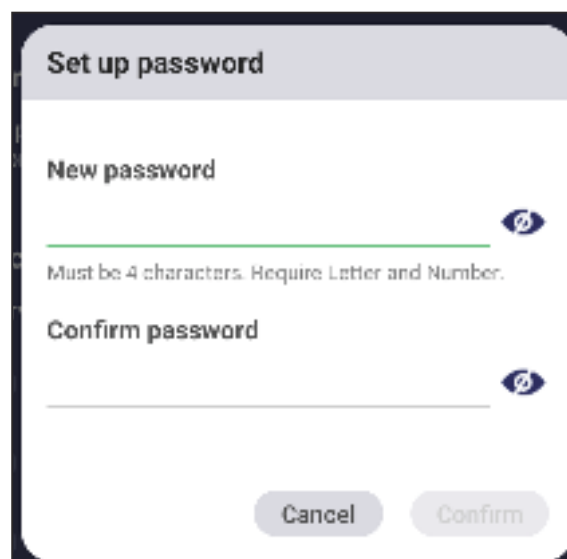 Set up password
New password
Must be 4 characters. Require Letter and Number.
Confirm password
Cancel
Confirm